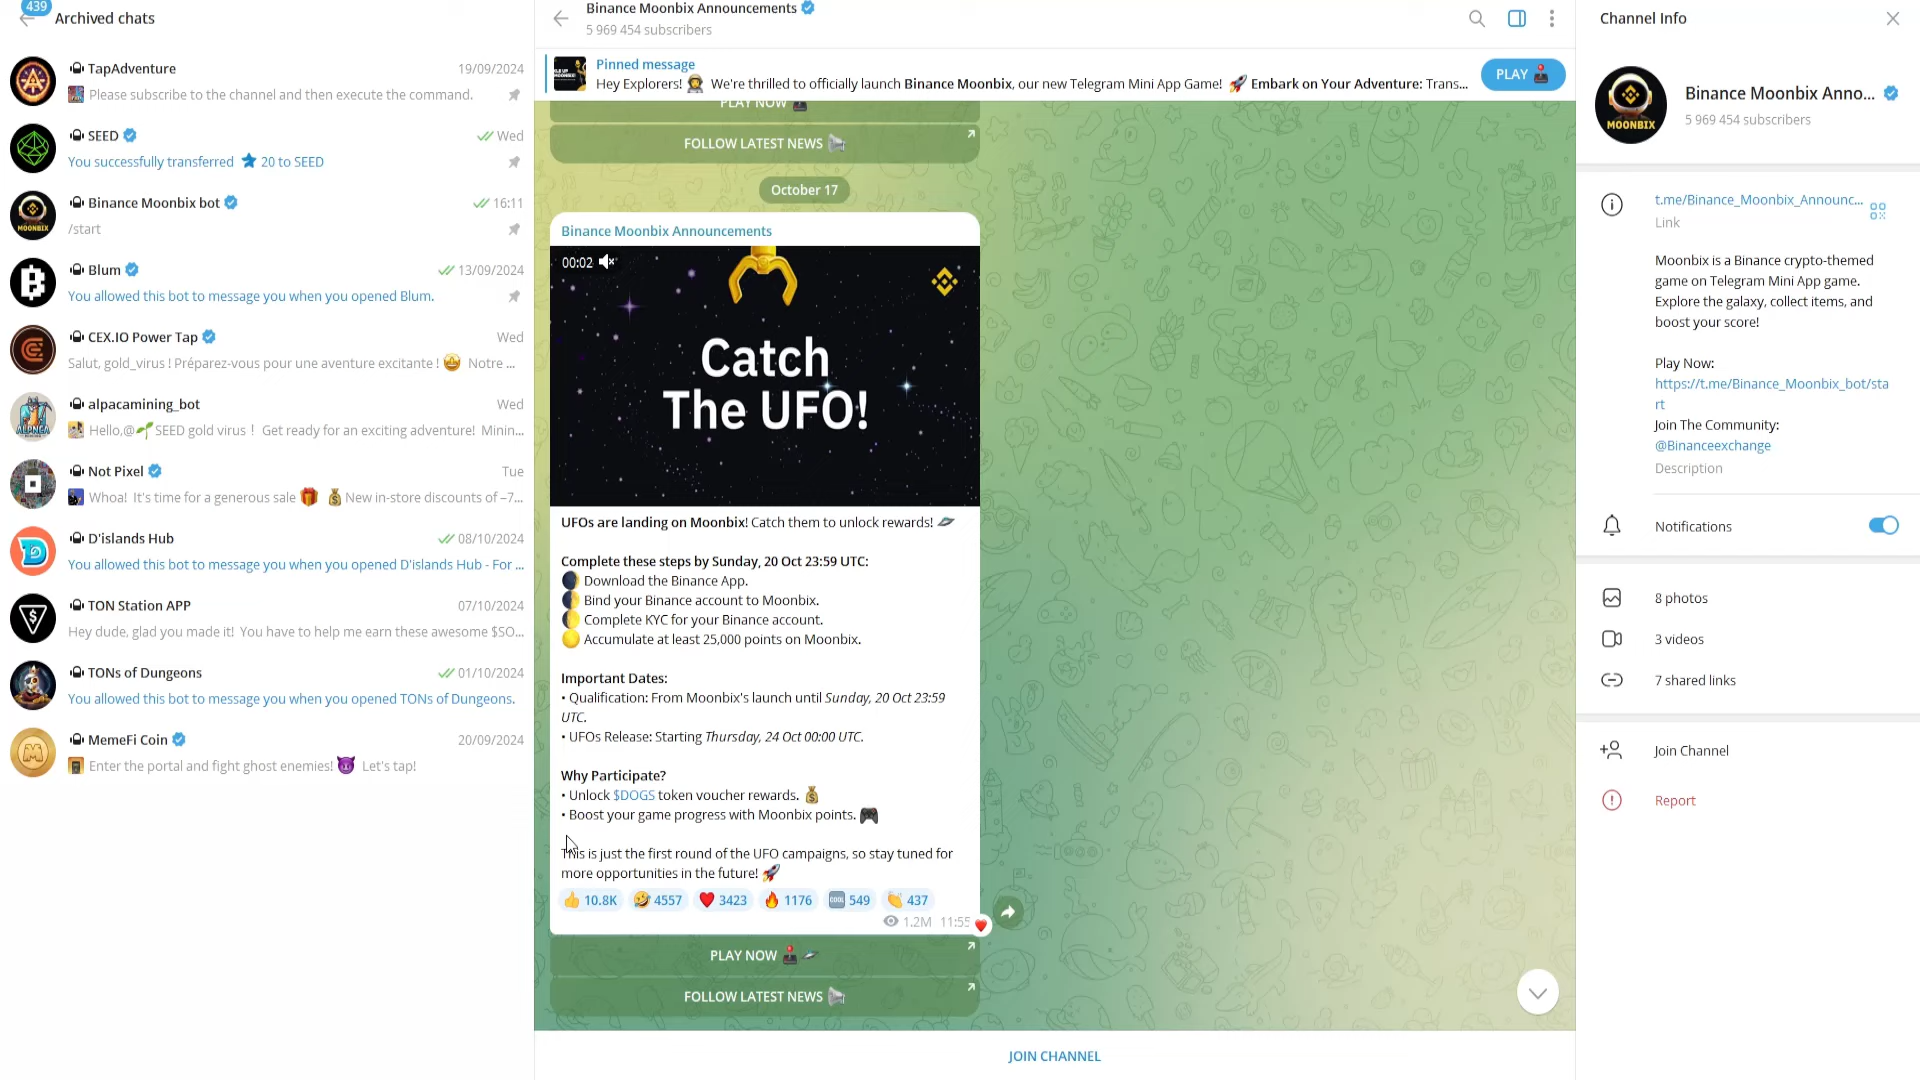 439
Archived chats
TapAdventure 19/09/2024
Please subscribe to the channel and then execute the command.
SEED Wed
You successfully transferred ⭐ 20 to SEED
Binance Moonbix bot 16:11
/start
Blum 13/09/2024
You allowed this bot to message you when you opened Blum.
CEX.IO Power Tap Wed
Salut, gold_virus ! Préparez-vous pour une aventure excitante ! 🤩 Notre ...
alpacamining_bot Wed
Hello,@🌱SEED gold virus ! Get ready for an exciting adventure! Minin...
Not Pixel Tue
Whoa! It's time for a generous sale 🎁 💰New in-store discounts of –7...
D'islands Hub 08/10/2024
You allowed this bot to message you when you opened D'islands Hub - For ...
TON Station APP 07/10/2024
Hey dude, glad you made it! You have to help me earn these awesome $SO...
TONs of Dungeons 01/10/2024
You allowed this bot to message you when you opened TONs of Dungeons.
MemeFi Coin 20/09/2024
Enter the portal and fight ghost enemies! 😈 Let's tap!
Binance Moonbix Announcements
5 969 454 subscribers
Pinned message
Hey Explorers! 👩‍🚀 We're thrilled to officially launch Binance Moonbix, our new Telegram Mini App Game! 🚀 Embark on Your Adventure: Trans...
PLAY 🕹
PLAY NOW 🕹
FOLLOW LATEST NEWS 📢
October 17
Binance Moonbix Announcements
00:02
Catch
The UFO!
UFOs are landing on Moonbix! Catch them to unlock rewards! 🛸
Complete these steps by Sunday, 20 Oct 23:59 UTC:
🌒 Download the Binance App.
🌓 Bind your Binance account to Moonbix.
🌔 Complete KYC for your Binance account.
🌕 Accumulate at least 25,000 points on Moonbix.
Important Dates:
• Qualification: From Moonbix's launch until Sunday, 20 Oct 23:59
UTC.
• UFOs Release: Starting Thursday, 24 Oct 00:00 UTC.
Why Participate?
• Unlock $DOGS token voucher rewards. 💰
• Boost your game progress with Moonbix points. 🎮
This is just the first round of the UFO campaigns, so stay tuned for
more opportunities in the future! 🚀
👍 10.8K 🤣 4557 ❤️ 3423 🔥 1176 🆒 549 👏 437
1.2M 11:55
PLAY NOW 🕹🛸
FOLLOW LATEST NEWS 📢
JOIN CHANNEL
Channel Info
MOONBIX
Binance Moonbix Anno...
5 969 454 subscribers
t.me/Binance_Moonbix_Announc...
Link
Moonbix is a Binance crypto-themed
game on Telegram Mini App game.
Explore the galaxy, collect items, and
boost your score!
Play Now:
https://t.me/Binance_Moonbix_bot/sta
rt
Join The Community:
@Binanceexchange
Description
Notifications
8 photos
3 videos
7 shared links
Join Channel
Report